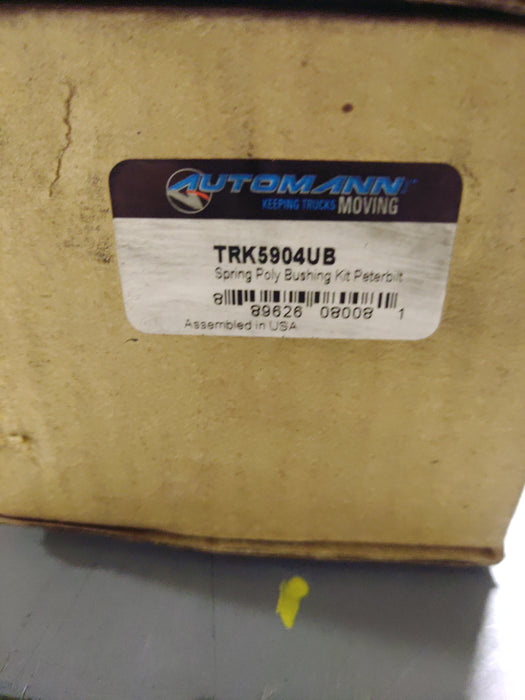 AUTOMANN
KEEPING TRUCKS MOVING
TRK5904UB
Spring Poly Bushing Kit Peterbilt
8 89626 08008 1
Assembled in USA